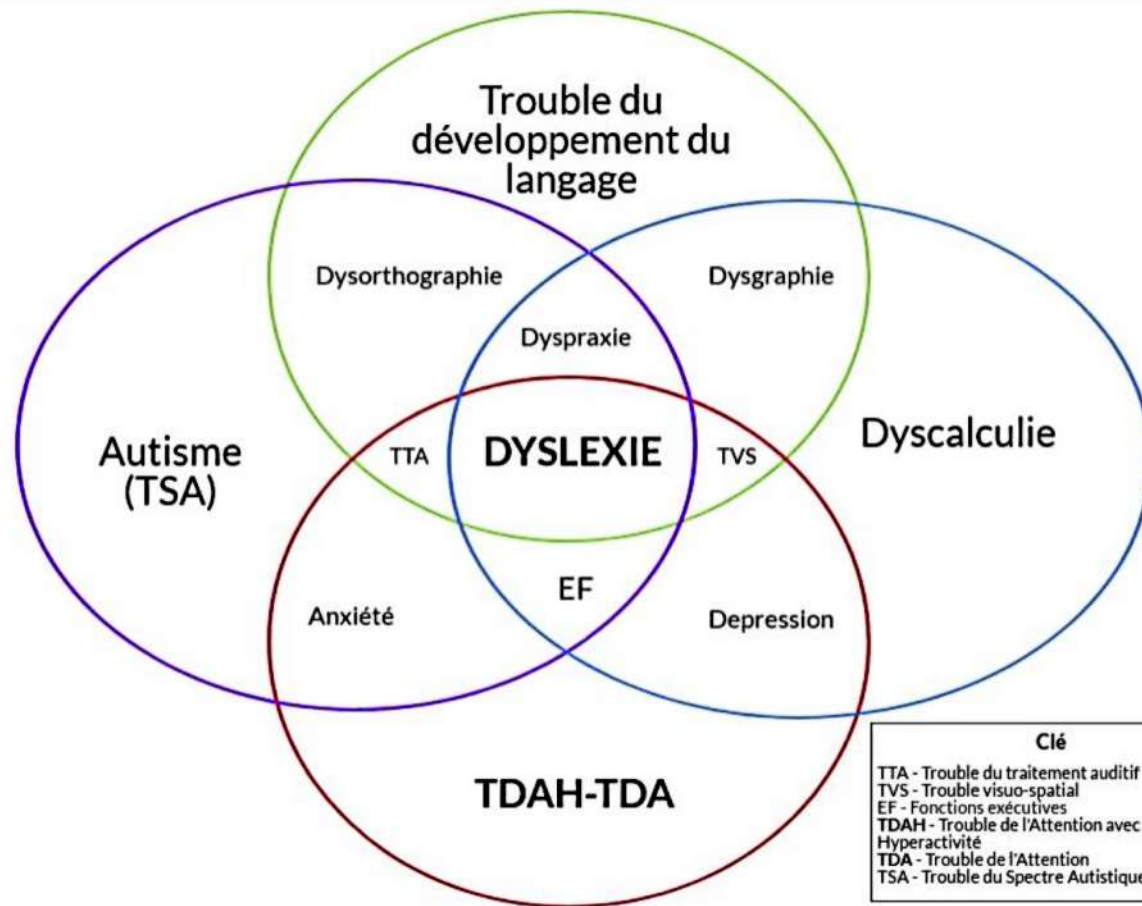 Trouble du
développement du
langage
Dysorthographie
Dysgraphie
Dyspraxie
Autisme
(TSA)
TTA
DYSLEXIE
TVS
Dyscalculie
Anxiété
EF
Depression
TDAH-TDA
Clé
TTA - Trouble du traitement auditif
TVS - Trouble visuo-spatial
EF - Fonctions exécutives
TDAH - Trouble de l'Attention avec
Hyperactivité
TDA - Trouble de l'Attention
TSA - Trouble du Spectre Autistique